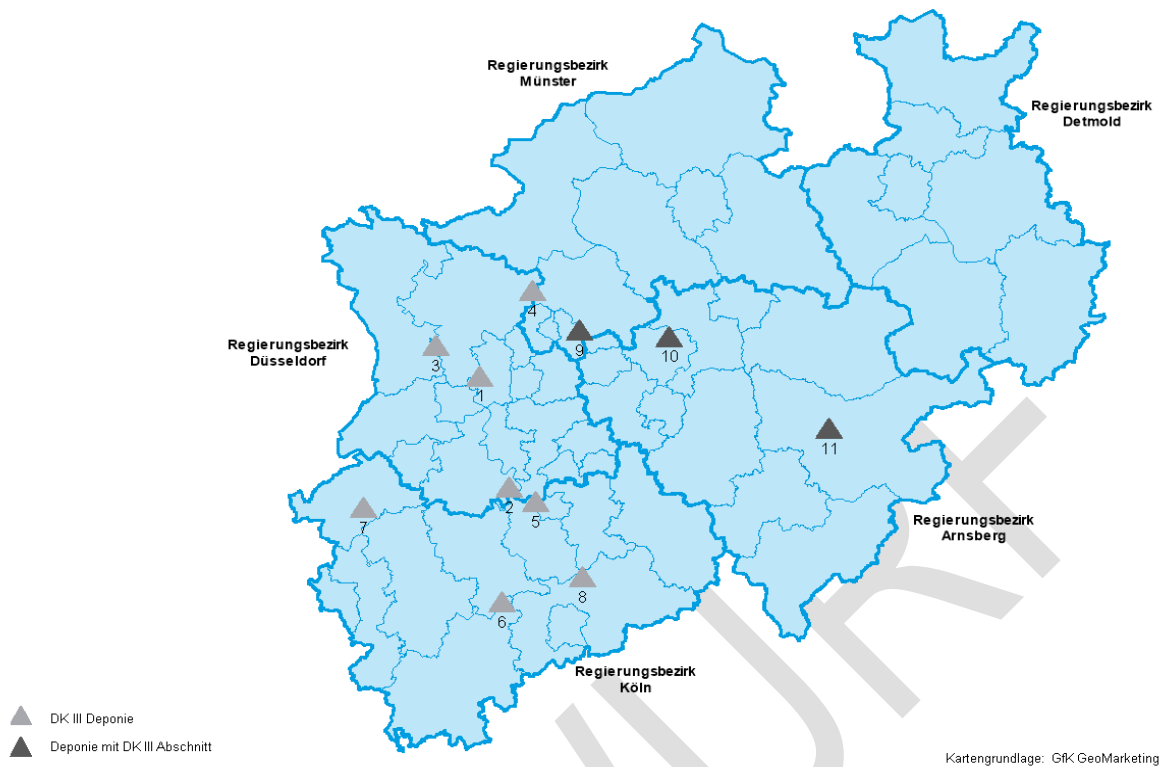 Regierungsbezirk
Münster
Regierungsbezirk
Detmold
4
9
10
Regierungsbezirk
Düsseldorf
3
1
11
2
5
7
Regierungsbezirk
Arnsberg
8
6
Regierungsbezirk
Köln
DK III Deponie
Deponie mit DK III Abschnitt
Kartengrundlage: GfK GeoMarketing